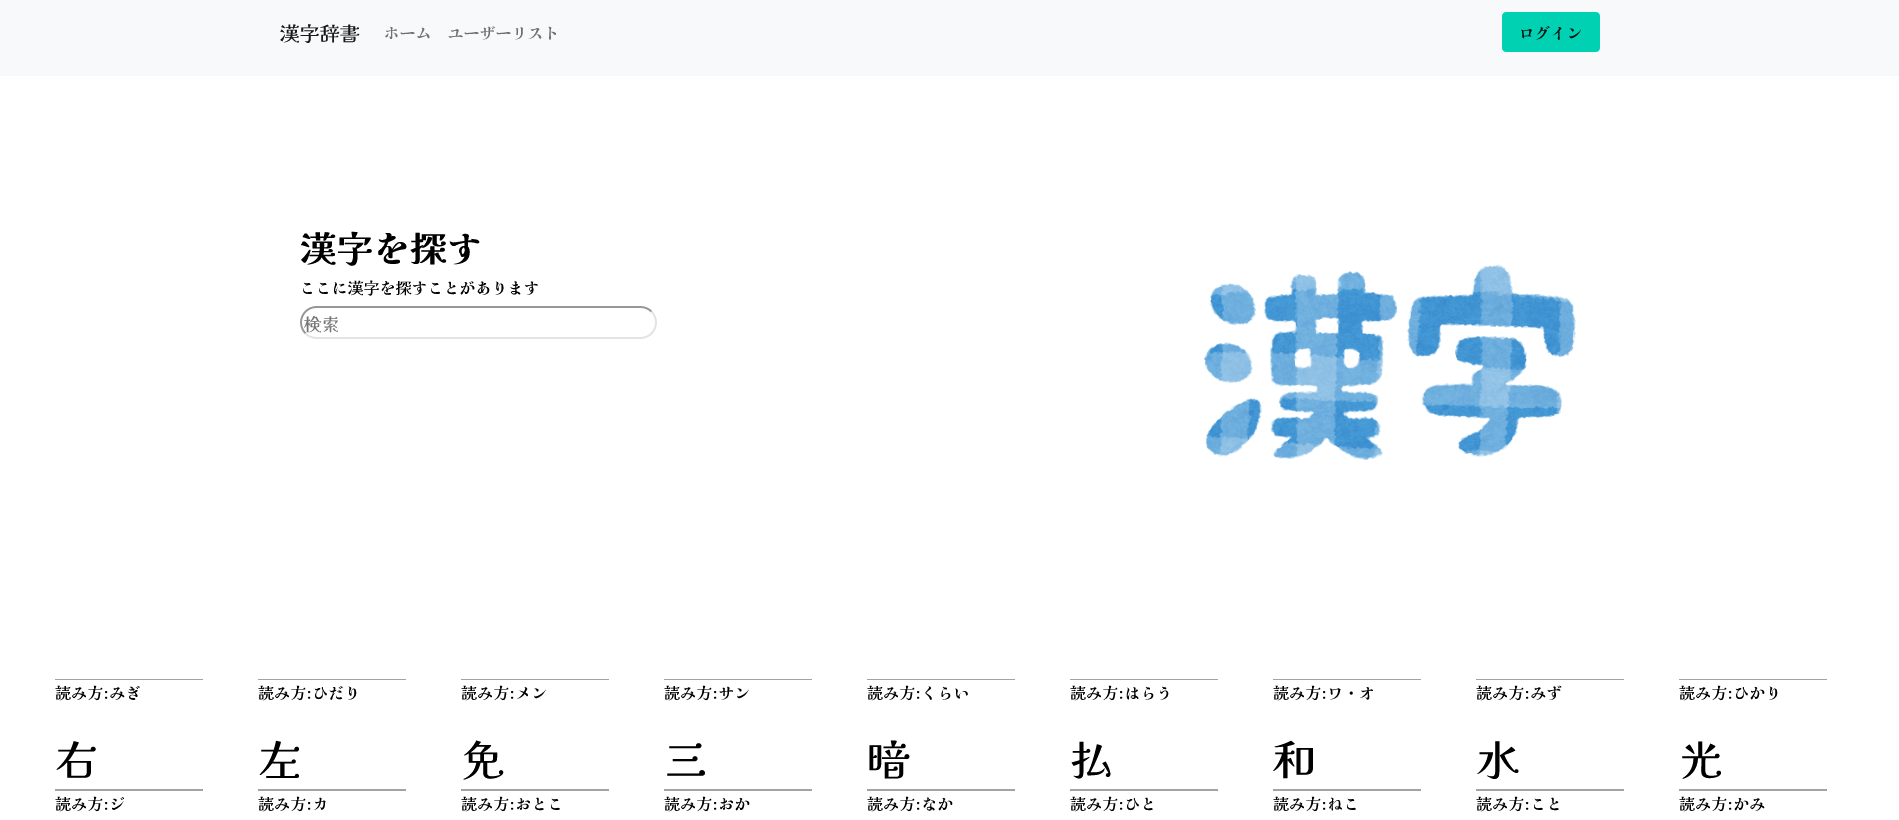 漢字辞書 ホーム ユーザーリスト ログイン
漢字を探す
ここに漢字を探すことがあります
検索
漢字
読み方:みぎ 読み方:ひだり 読み方:メン 読み方:サン 読み方:くらい 読み方:はらう 読み方:ワ・オ 読み方:みず 読み方:ひかり
右 左 免 三 暗 払 和 水 光
読み方:ジ 読み方:カ 読み方:おとこ 読み方:おか 読み方:なか 読み方:ひと 読み方:ねこ 読み方:こと 読み方:かみ